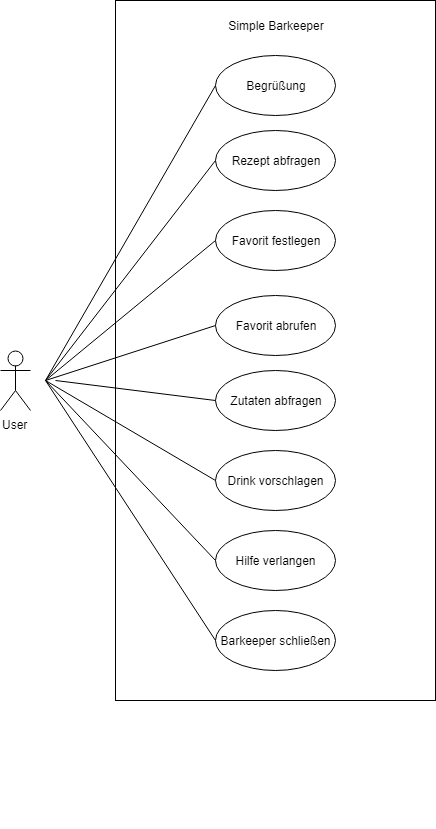 Simple Barkeeper
Begrüßung
Rezept abfragen
Favorit festlegen
Favorit abrufen
Zutaten abfragen
User
Drink vorschlagen
Hilfe verlangen
Barkeeper schließen